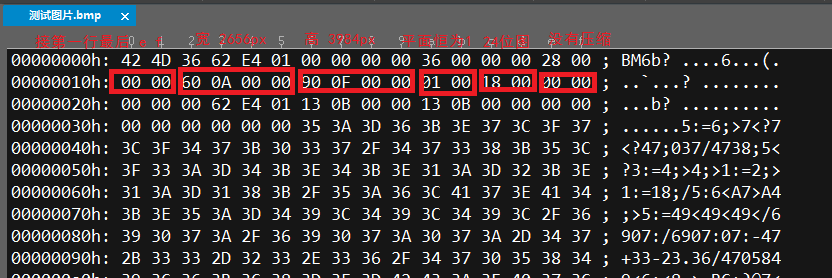 测试图片.bmp ×
接第一行最后 宽 2656px 高 3984px 平面恒为1 24位图 没有压缩
00000000h: 42 4D 36 62 E4 01 00 00 00 00 36 00 00 00 28 00 ; BM6b? ....6...(.
00000010h: 00 00 60 0A 00 00 90 0F 00 00 01 00 18 00 00 00 ; ..`...? ........
00000020h: 00 00 00 62 E4 01 13 0B 00 00 13 0B 00 00 00 00 ; ...b? ..........
00000030h: 00 00 00 00 00 00 35 3A 3D 36 3B 3E 37 3C 3F 37 ; ......5:=6;>7<?7
00000040h: 3C 3F 34 37 3B 30 33 37 2F 34 37 33 38 3B 35 3C ; <?47;037/4738;5<
00000050h: 3F 33 3A 3D 34 3B 3E 34 3B 3E 31 3A 3D 32 3B 3E ; ?3:=4;>4;>1:=2;>
00000060h: 31 3A 3D 31 38 3B 2F 35 3A 36 3C 41 37 3E 41 34 ; 1:=18;/5:6<A7>A4
00000070h: 3B 3E 35 3A 3D 34 39 3C 34 39 3C 34 39 3C 2F 36 ; ;>5:=49<49<49</6
00000080h: 39 30 37 3A 2F 36 39 30 37 3A 30 37 3A 2D 34 37 ; 907:/6907:07:-47
00000090h: 2B 33 33 2D 32 33 2E 33 36 2F 34 37 30 35 38 34 ; +33-23.36/470584